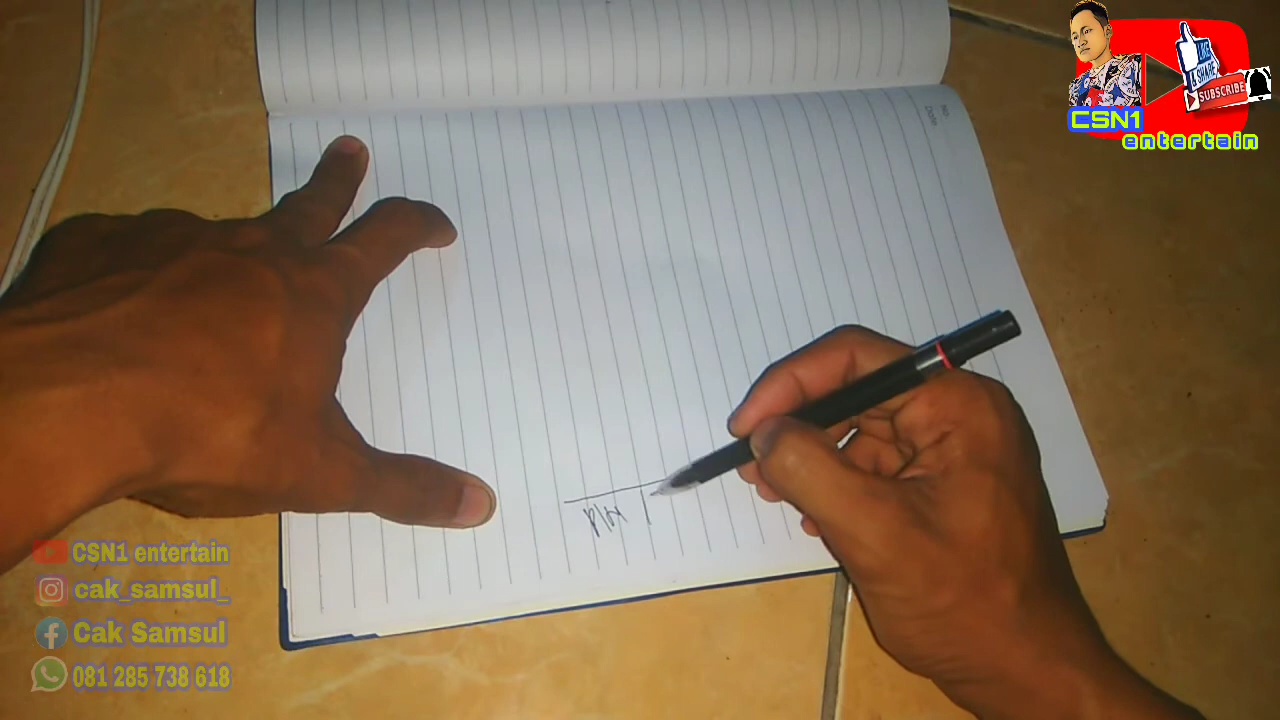 No.
Date
LIKE
& SHARE
SUBSCRIBE
CSN1
entertain
CSN1 entertain
cak_samsul_
Cak Samsul
081 285 738 618